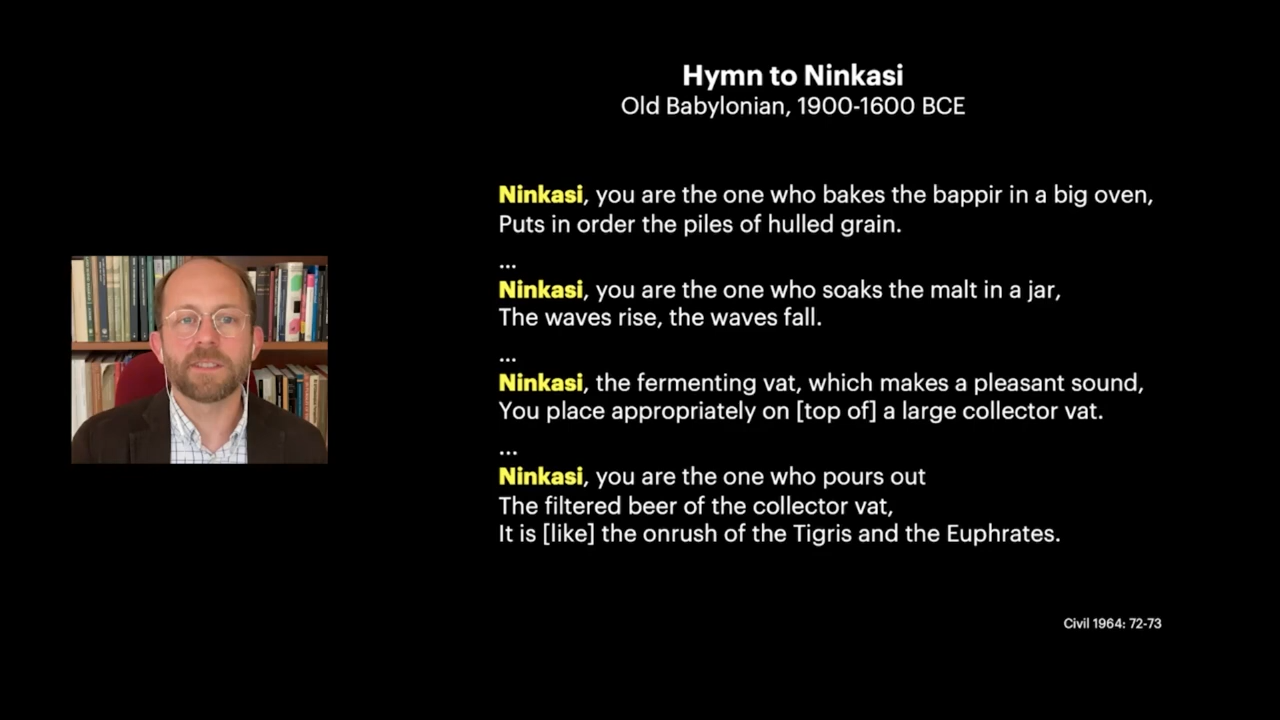 Hymn to Ninkasi
Old Babylonian, 1900-1600 BCE
Ninkasi, you are the one who bakes the bappir in a big oven,
Puts in order the piles of hulled grain.
...
Ninkasi, you are the one who soaks the malt in a jar,
The waves rise, the waves fall.
...
Ninkasi, the fermenting vat, which makes a pleasant sound,
You place appropriately on [top of] a large collector vat.
...
Ninkasi, you are the one who pours out
The filtered beer of the collector vat,
It is [like] the onrush of the Tigris and the Euphrates.
Civil 1964: 72-73